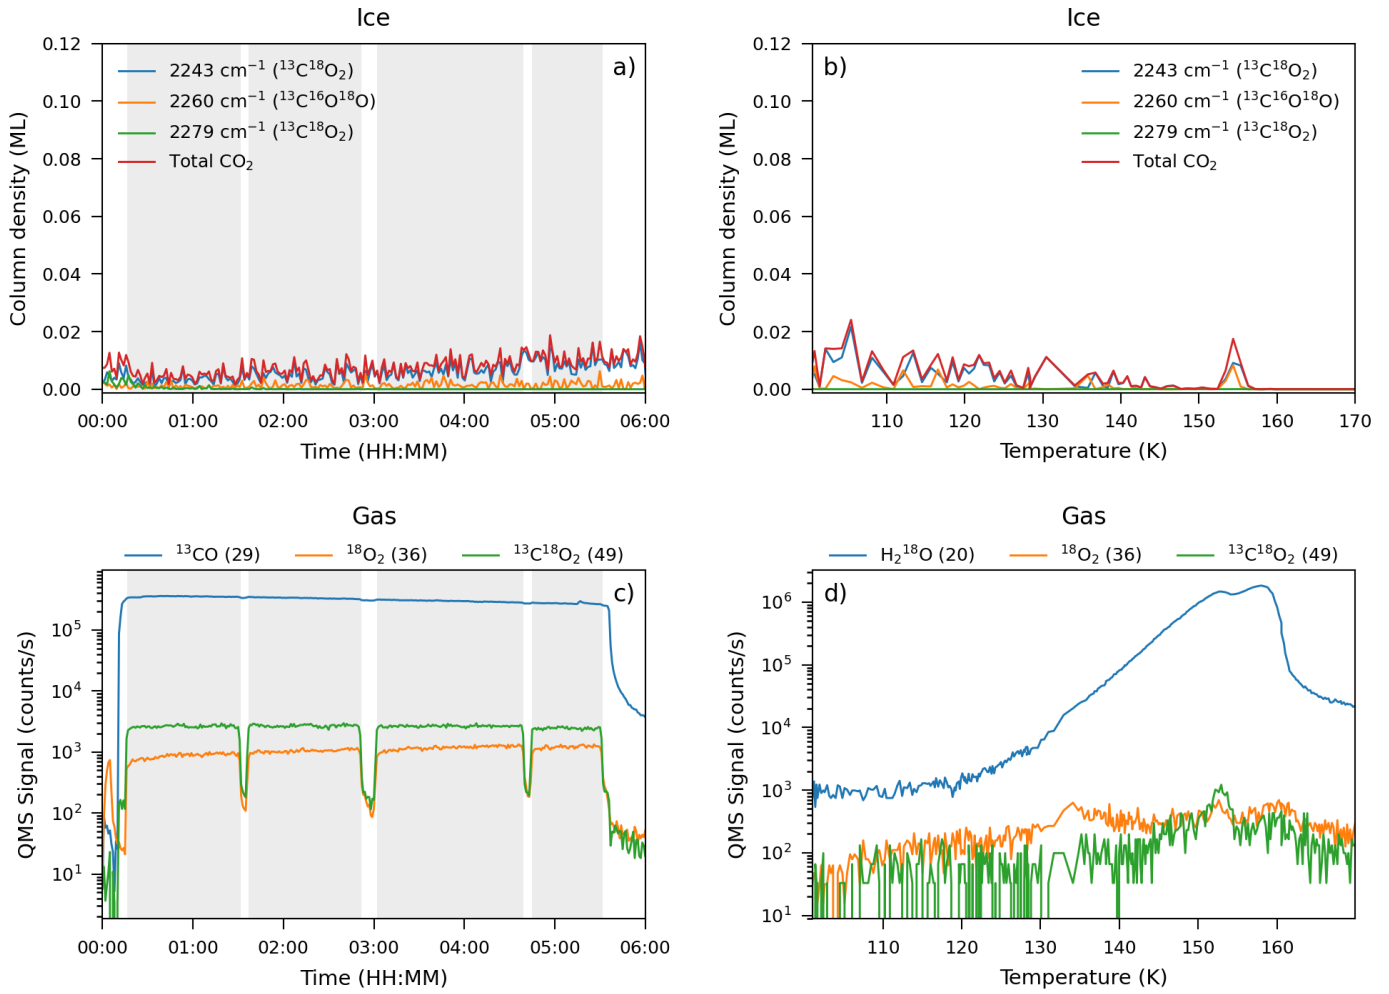 Ice
a)
2243 cm⁻¹ (¹³C¹⁸O₂)
2260 cm⁻¹ (¹³C¹⁶O¹⁸O)
2279 cm⁻¹ (¹³C¹⁸O₂)
Total CO₂
Column density (ML)
0.12
0.10
0.08
0.06
0.04
0.02
0.00
00:00 01:00 02:00 03:00 04:00 05:00 06:00
Time (HH:MM)
Ice
b)
2243 cm⁻¹ (¹³C¹⁸O₂)
2260 cm⁻¹ (¹³C¹⁶O¹⁸O)
2279 cm⁻¹ (¹³C¹⁸O₂)
Total CO₂
Column density (ML)
0.12
0.10
0.08
0.06
0.04
0.02
0.00
110 120 130 140 150 160 170
Temperature (K)
Gas
¹³CO (29) ¹⁸O₂ (36) ¹³C¹⁸O₂ (49)
c)
QMS Signal (counts/s)
10⁵
10⁴
10³
10²
10¹
00:00 01:00 02:00 03:00 04:00 05:00 06:00
Time (HH:MM)
Gas
H₂¹⁸O (20) ¹⁸O₂ (36) ¹³C¹⁸O₂ (49)
d)
QMS Signal (counts/s)
10⁶
10⁵
10⁴
10³
10²
10¹
110 120 130 140 150 160
Temperature (K)